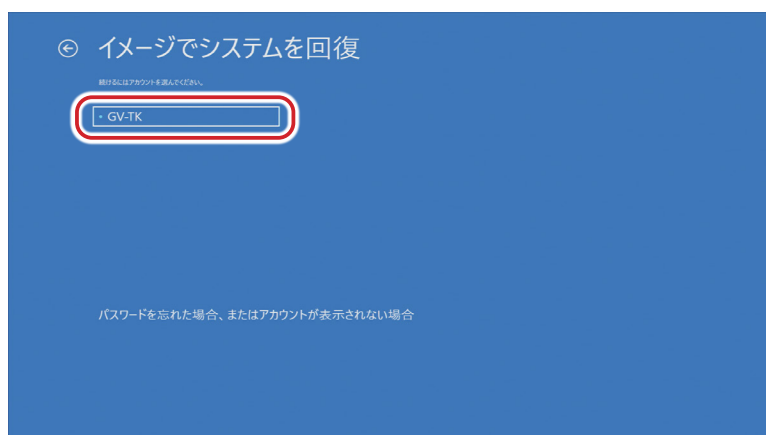 イメージでシステムを回復
続けるにはアカウントを選んでください。
GV-TK
パスワードを忘れた場合、またはアカウントが表示されない場合